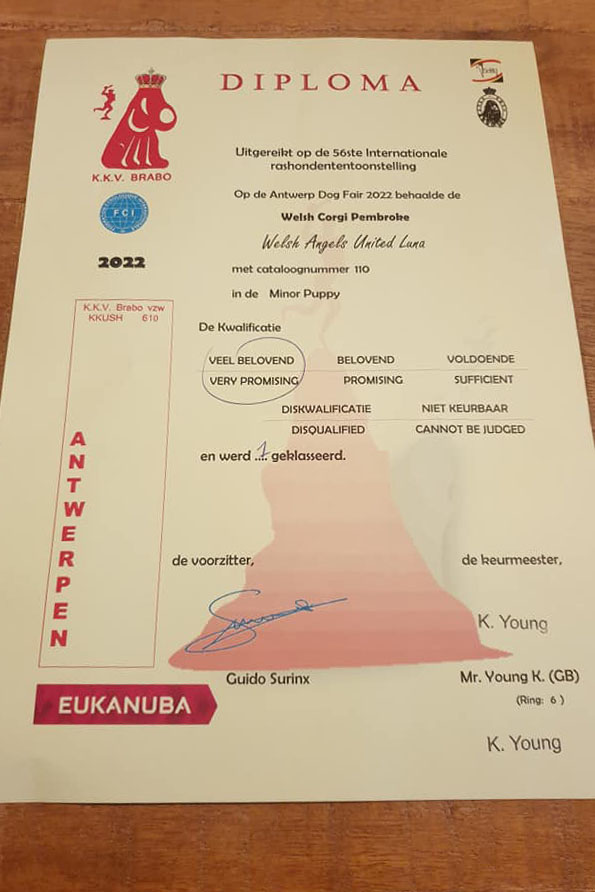 DIPLOMA
K.K.V. BRABO
FCI
2022
Uitgereikt op de 56ste Internationale
rashondententoonstelling
Op de Antwerp Dog Fair 2022 behaalde de
Welsh Corgi Pembroke
Welsh Angels United Luna
met cataloognummer 110
in de Minor Puppy
K.K.V. Brabo vzw
KKUSH 610
De Kwalificatie
VEEL BELOVEND BELOVEND VOLDOENDE
VERY PROMISING PROMISING SUFFICIENT
DISKWALIFICATIE NIET KEURBAAR
DISQUALIFIED CANNOT BE JUDGED
en werd ..1.. geklasseerd.
ANTWERPEN
de voorzitter, de keurmeester,
K. Young
Guido Surinx Mr. Young K. (GB)
(Ring: 6 )
EUKANUBA
K. Young